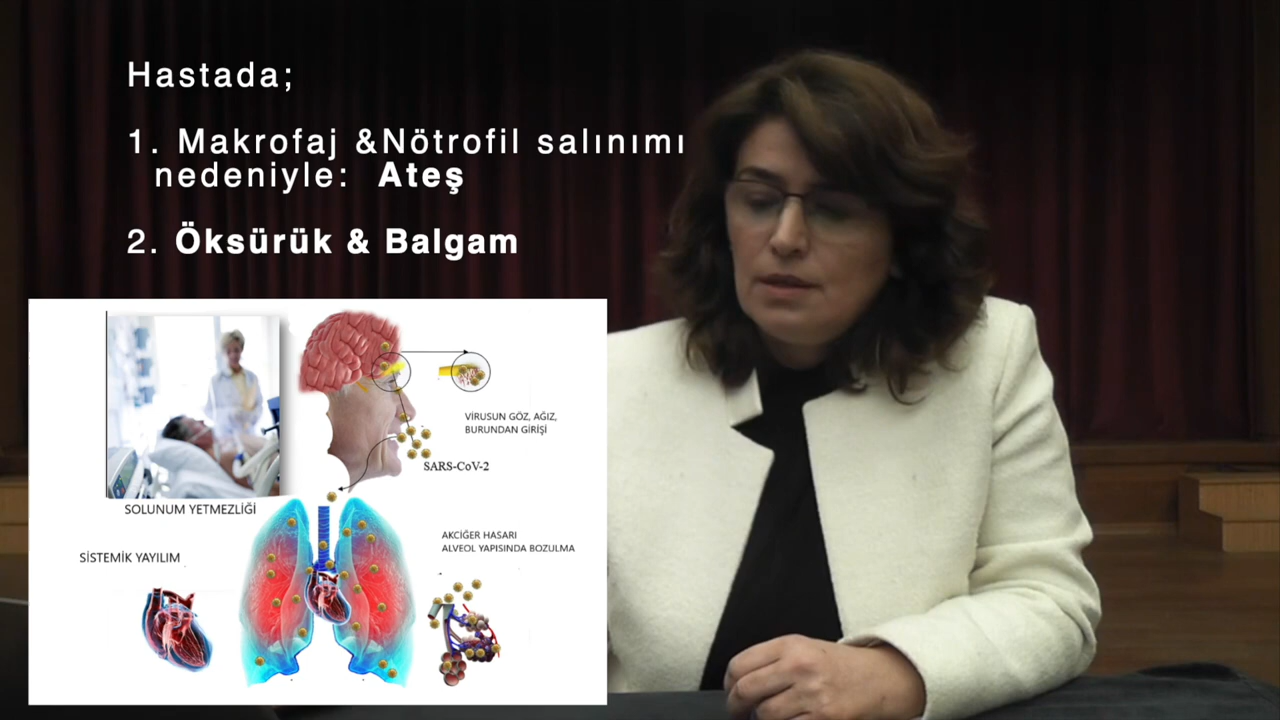 Hastada;
1. Makrofaj &Nötrofil salınımı
nedeniyle: Ateş
2. Öksürük & Balgam
VİRUSUN GÖZ, AĞIZ,
BURUNDAN GİRİŞİ
SARS-CoV-2
SOLUNUM YETMEZLİĞİ
AKCİĞER HASARI
ALVEOL YAPISINDA BOZULMA
SİSTEMİK YAYILIM